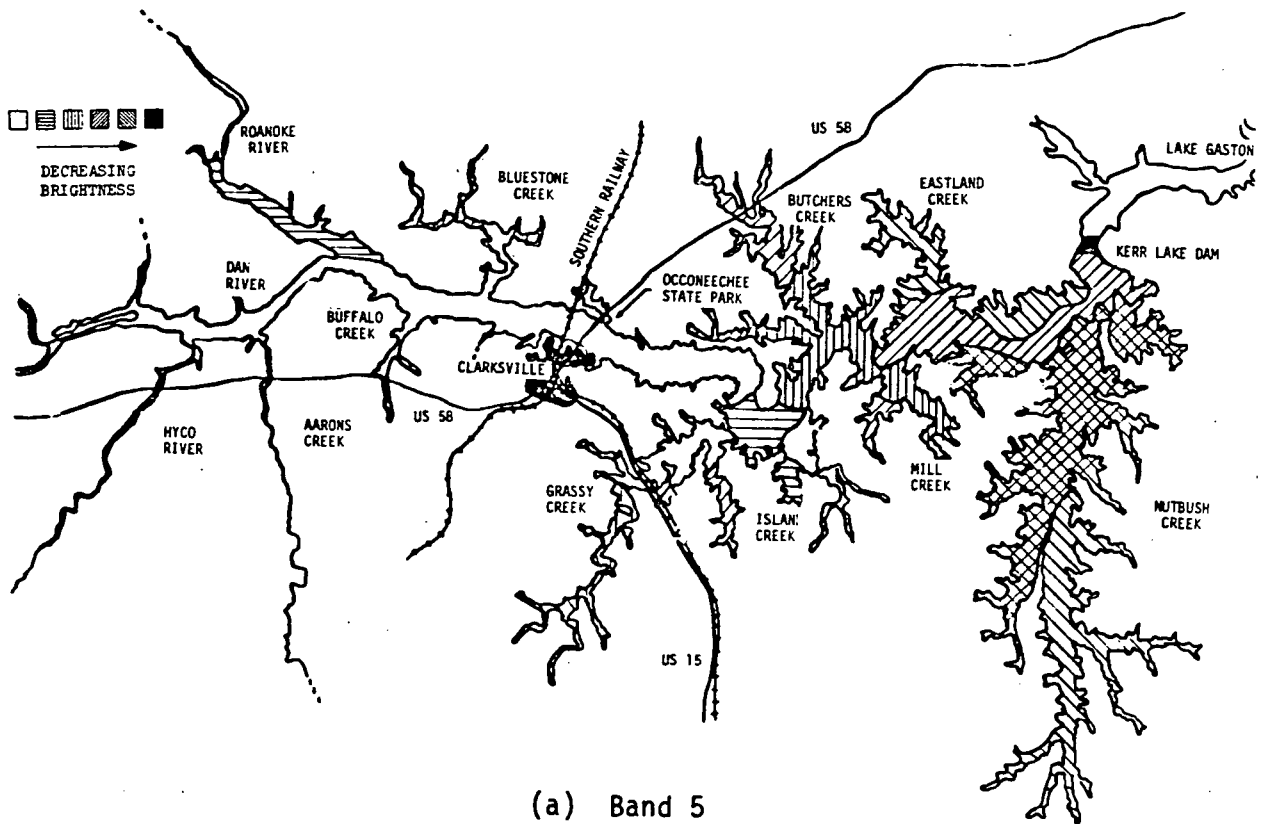 DECREASING
BRIGHTNESS
ROANOKE
RIVER
BLUESTONE
CREEK
SOUTHERN RAILWAY
US 58
BUTCHERS
CREEK
EASTLAND
CREEK
LAKE GASTON
KERR LAKE DAM
DAN
RIVER
BUFFALO
CREEK
OCCONEECHEE
STATE PARK
CLARKSVILLE
US 58
HYCO
RIVER
AARONS
CREEK
GRASSY
CREEK
ISLAN
CREEK
MILL
CREEK
NUTBUSH
CREEK
US 15
(a) Band 5